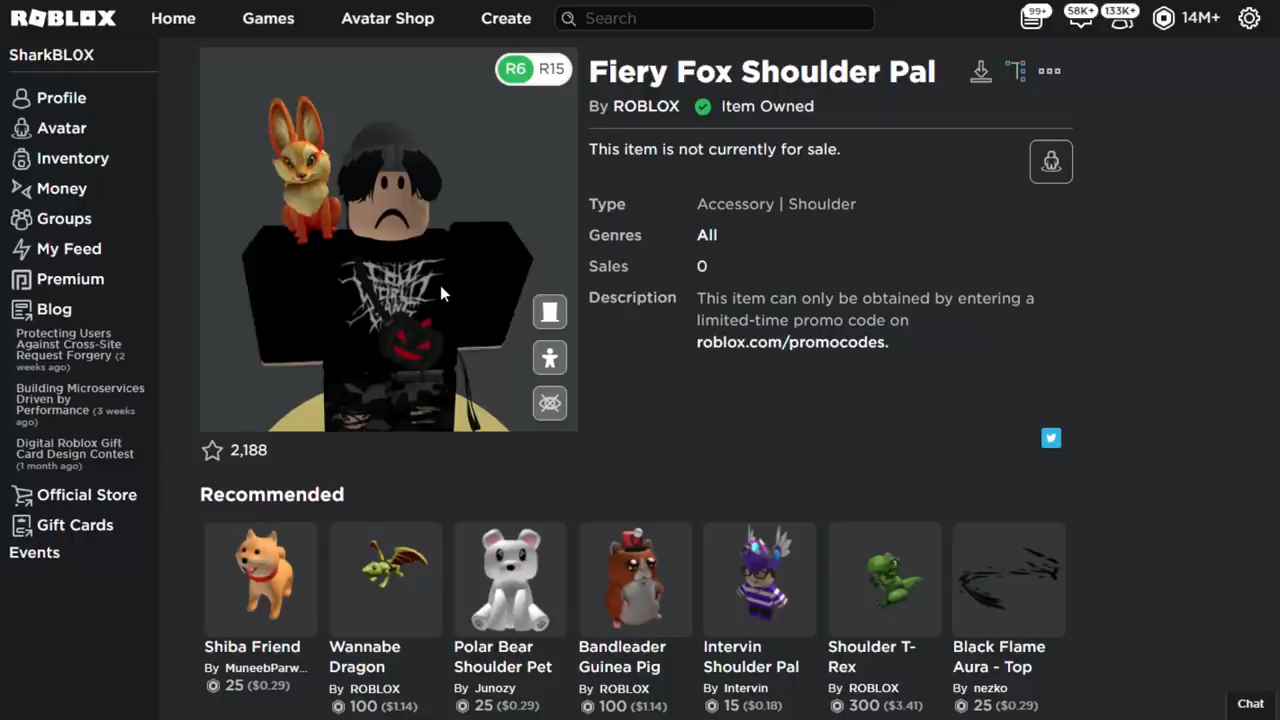 ROBLOX Home Games Avatar Shop Create Search 99+ 58K+ 133K+ 14M+
SharkBL0X
Profile
Avatar
Inventory
Money
Groups
My Feed
Premium
Blog
Protecting Users
Against Cross-Site
Request Forgery (2
weeks ago)
Building Microservices
Driven by
Performance (3 weeks
ago)
Digital Roblox Gift
Card Design Contest
(1 month ago)
Official Store
Gift Cards
Events
R6 R15
2,188
Fiery Fox Shoulder Pal
By ROBLOX Item Owned
This item is not currently for sale.
Type Accessory | Shoulder
Genres All
Sales 0
Description This item can only be obtained by entering a
limited-time promo code on
roblox.com/promocodes.
Recommended
Shiba Friend
By MuneebParw...
25 ($0.29)
Wannabe
Dragon
By ROBLOX
100 ($1.14)
Polar Bear
Shoulder Pet
By Junozy
25 ($0.29)
Bandleader
Guinea Pig
By ROBLOX
100 ($1.14)
Intervin
Shoulder Pal
By Intervin
15 ($0.18)
Shoulder T-
Rex
By ROBLOX
300 ($3.41)
Black Flame
Aura - Top
By nezko
25 ($0.29)
Chat